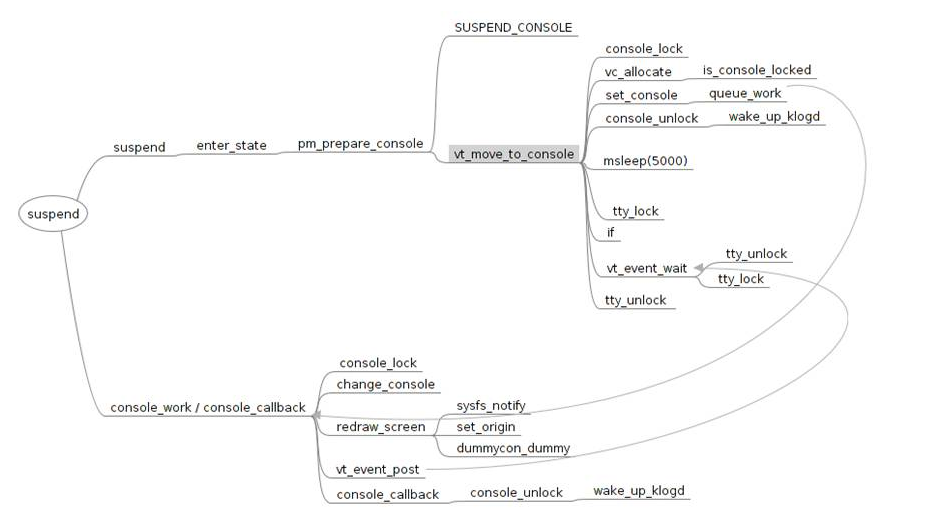 SUSPEND_CONSOLE
console_lock
vc_allocate
is_console_locked
set_console
queue_work
console_unlock
wake_up_klogd
suspend
enter_state
pm_prepare_console
vt_move_to_console
msleep(5000)
tty_lock
suspend
if
vt_event_wait
tty_unlock
tty_lock
tty_unlock
console_lock
change_console
console_work / console_callback
sysfs_notify
redraw_screen
set_origin
dummycon_dummy
vt_event_post
console_callback
console_unlock
wake_up_klogd